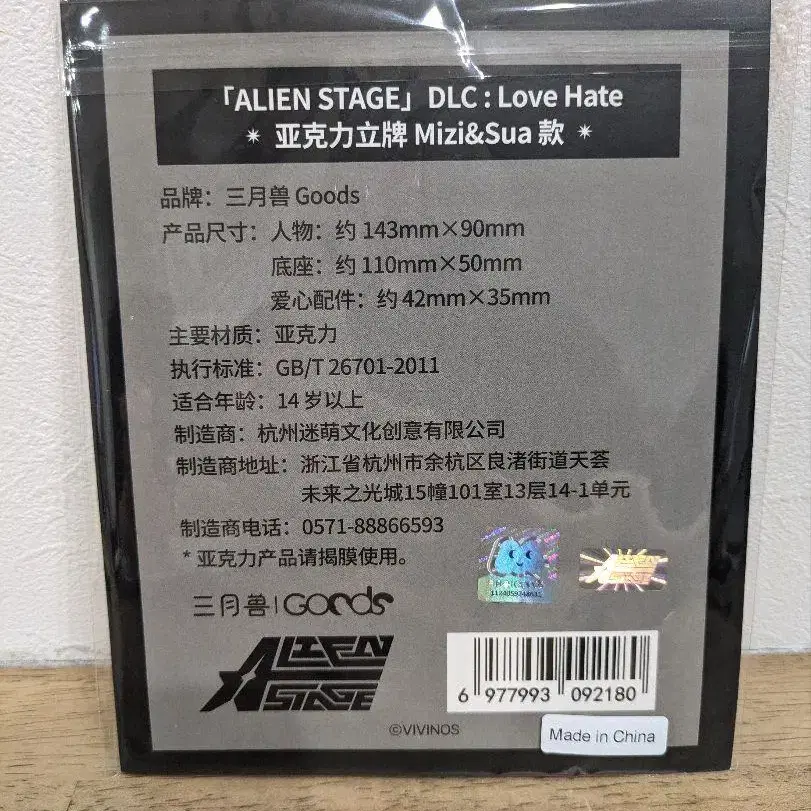 「ALIEN STAGE」DLC : Love Hate
亚克力立牌 Mizi&Sua 款
品牌：三月兽 Goods
产品尺寸：人物：约 143mm×90mm
底座：约 110mm×50mm
爱心配件：约 42mm×35mm
主要材质：亚克力
执行标准：GB/T 26701-2011
适合年龄：14 岁以上
制造商：杭州迷萌文化创意有限公司
制造商地址：浙江省杭州市余杭区良渚街道天荟
未来之光城15幢101室13层14-1单元
制造商电话：0571-88866593
* 亚克力产品请揭膜使用。
三月兽 | Goods
ALIEN STAGE
ALIEN STAGE
6 977993 092180
©VIVINOS
Made in China